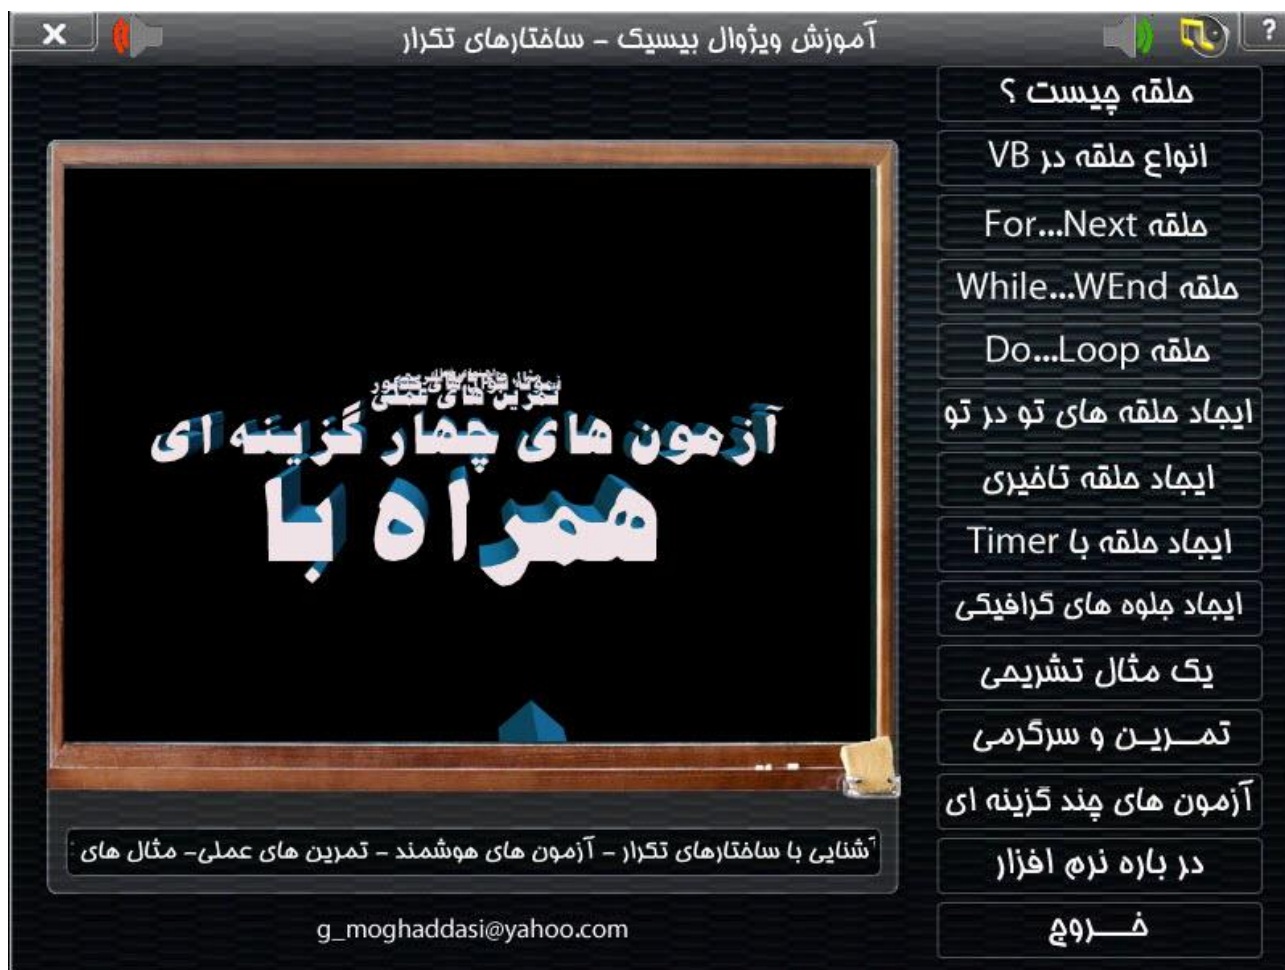 آموزش ویژوال بیسیک - ساختارهای تکرار
?
حلقه چیست ؟
انواع حلقه در VB
حلقه For...Next
حلقه While...WEnd
حلقه Do...Loop
ایجاد حلقه های تو در تو
ایجاد حلقه تاخیری
ایجاد حلقه با Timer
ایجاد جلوه های گرافیکی
یک مثال تشریحی
تمـــریـــن و سرگرمی
آزمون های چند گزینه ای
در باره نرم افزار
خــــروج
تمرین های عملی
آزمون های چهار گزینه ای
همراه با
آشنایی با ساختارهای تکرار - آزمون های هوشمند - تمرین های عملی- مثال های
g_moghaddasi@yahoo.com